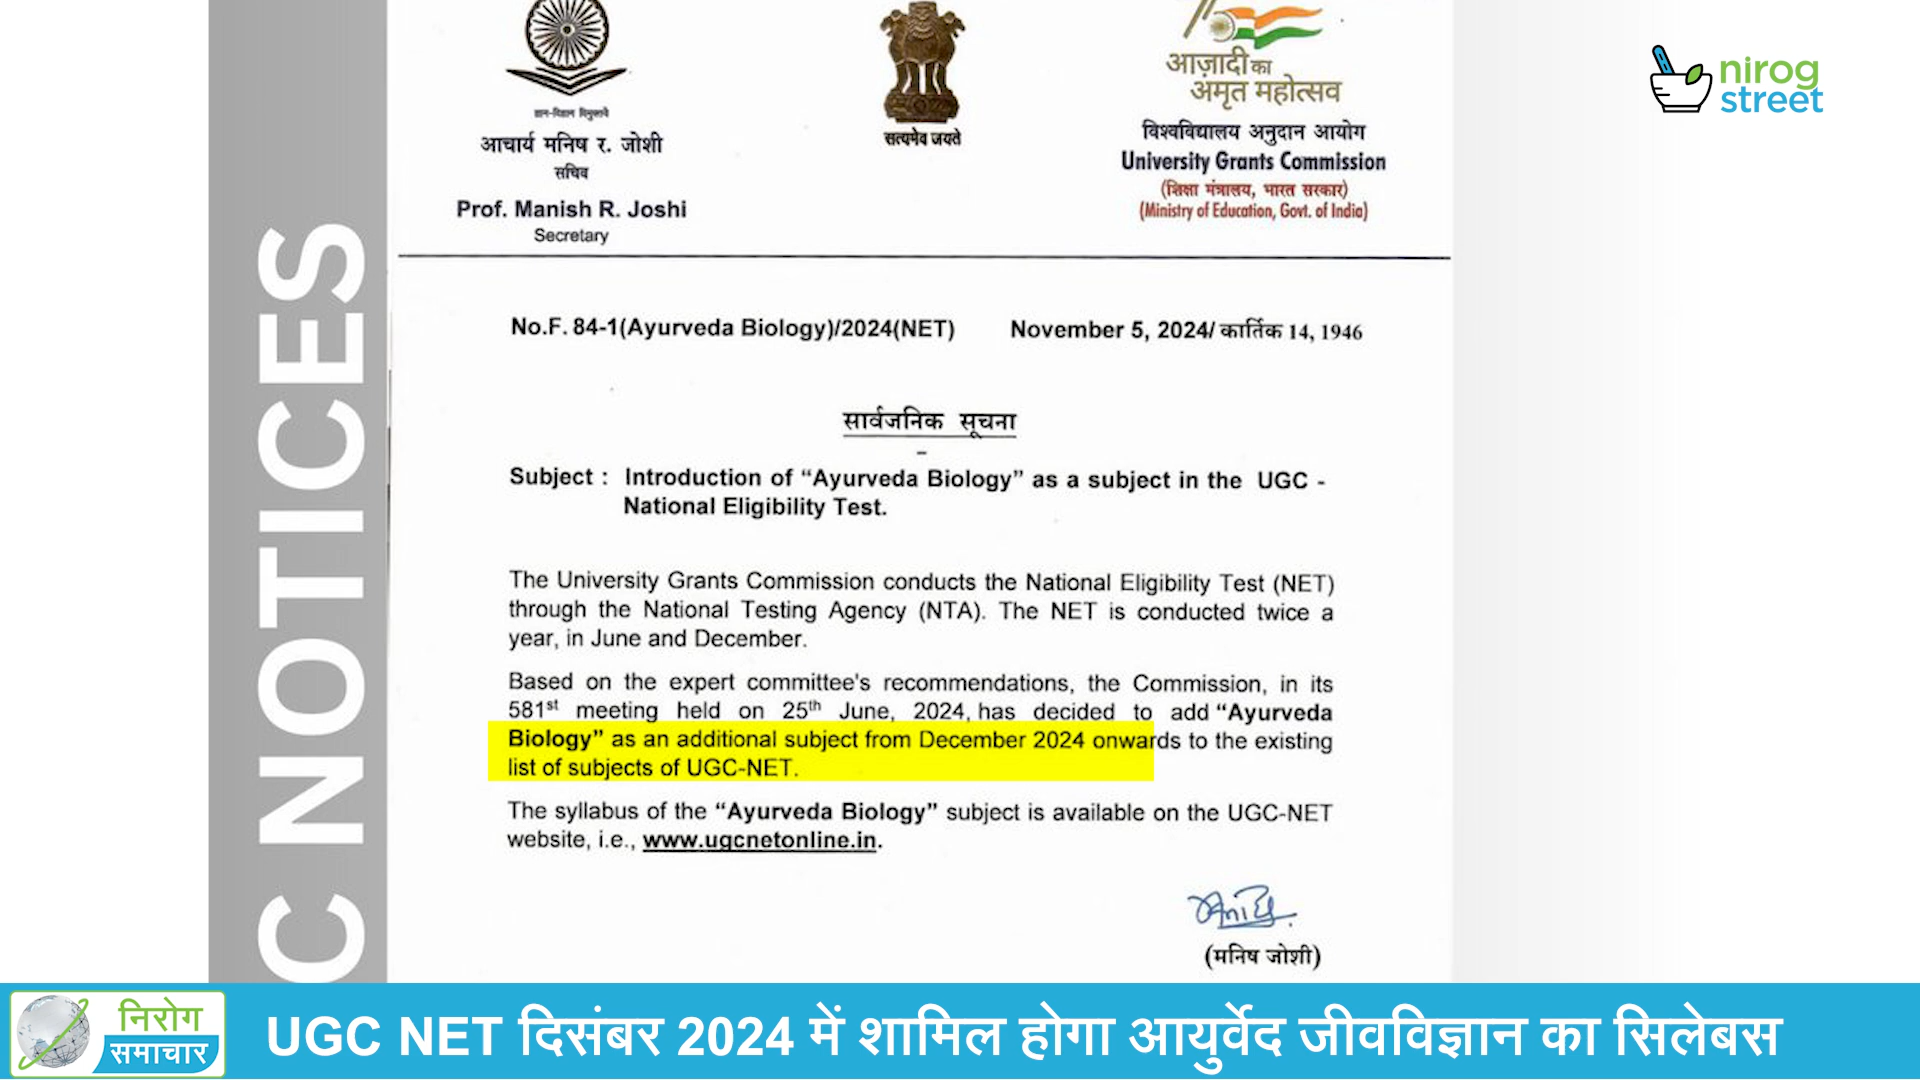 ज्ञान-विज्ञान विमुक्तये
आचार्य मनिष र. जोशी
सचिव
Prof. Manish R. Joshi
Secretary
सत्यमेव जयते
आज़ादी का
अमृत महोत्सव
विश्वविद्यालय अनुदान आयोग
University Grants Commission
(शिक्षा मंत्रालय, भारत सरकार)
(Ministry of Education, Govt. of India)
nirog
street
C NOTICES
No.F. 84-1(Ayurveda Biology)/2024(NET) November 5, 2024/ कार्तिक 14, 1946
सार्वजनिक सूचना
Subject : Introduction of “Ayurveda Biology” as a subject in the UGC -
National Eligibility Test.
The University Grants Commission conducts the National Eligibility Test (NET)
through the National Testing Agency (NTA). The NET is conducted twice a
year, in June and December.
Based on the expert committee's recommendations, the Commission, in its
581st meeting held on 25th June, 2024, has decided to add “Ayurveda
Biology” as an additional subject from December 2024 onwards to the existing
list of subjects of UGC-NET.
The syllabus of the “Ayurveda Biology” subject is available on the UGC-NET
website, i.e., www.ugcnetonline.in.
(मनिष जोशी)
निरोग
समाचार
UGC NET दिसंबर 2024 में शामिल होगा आयुर्वेद जीवविज्ञान का सिलेबस